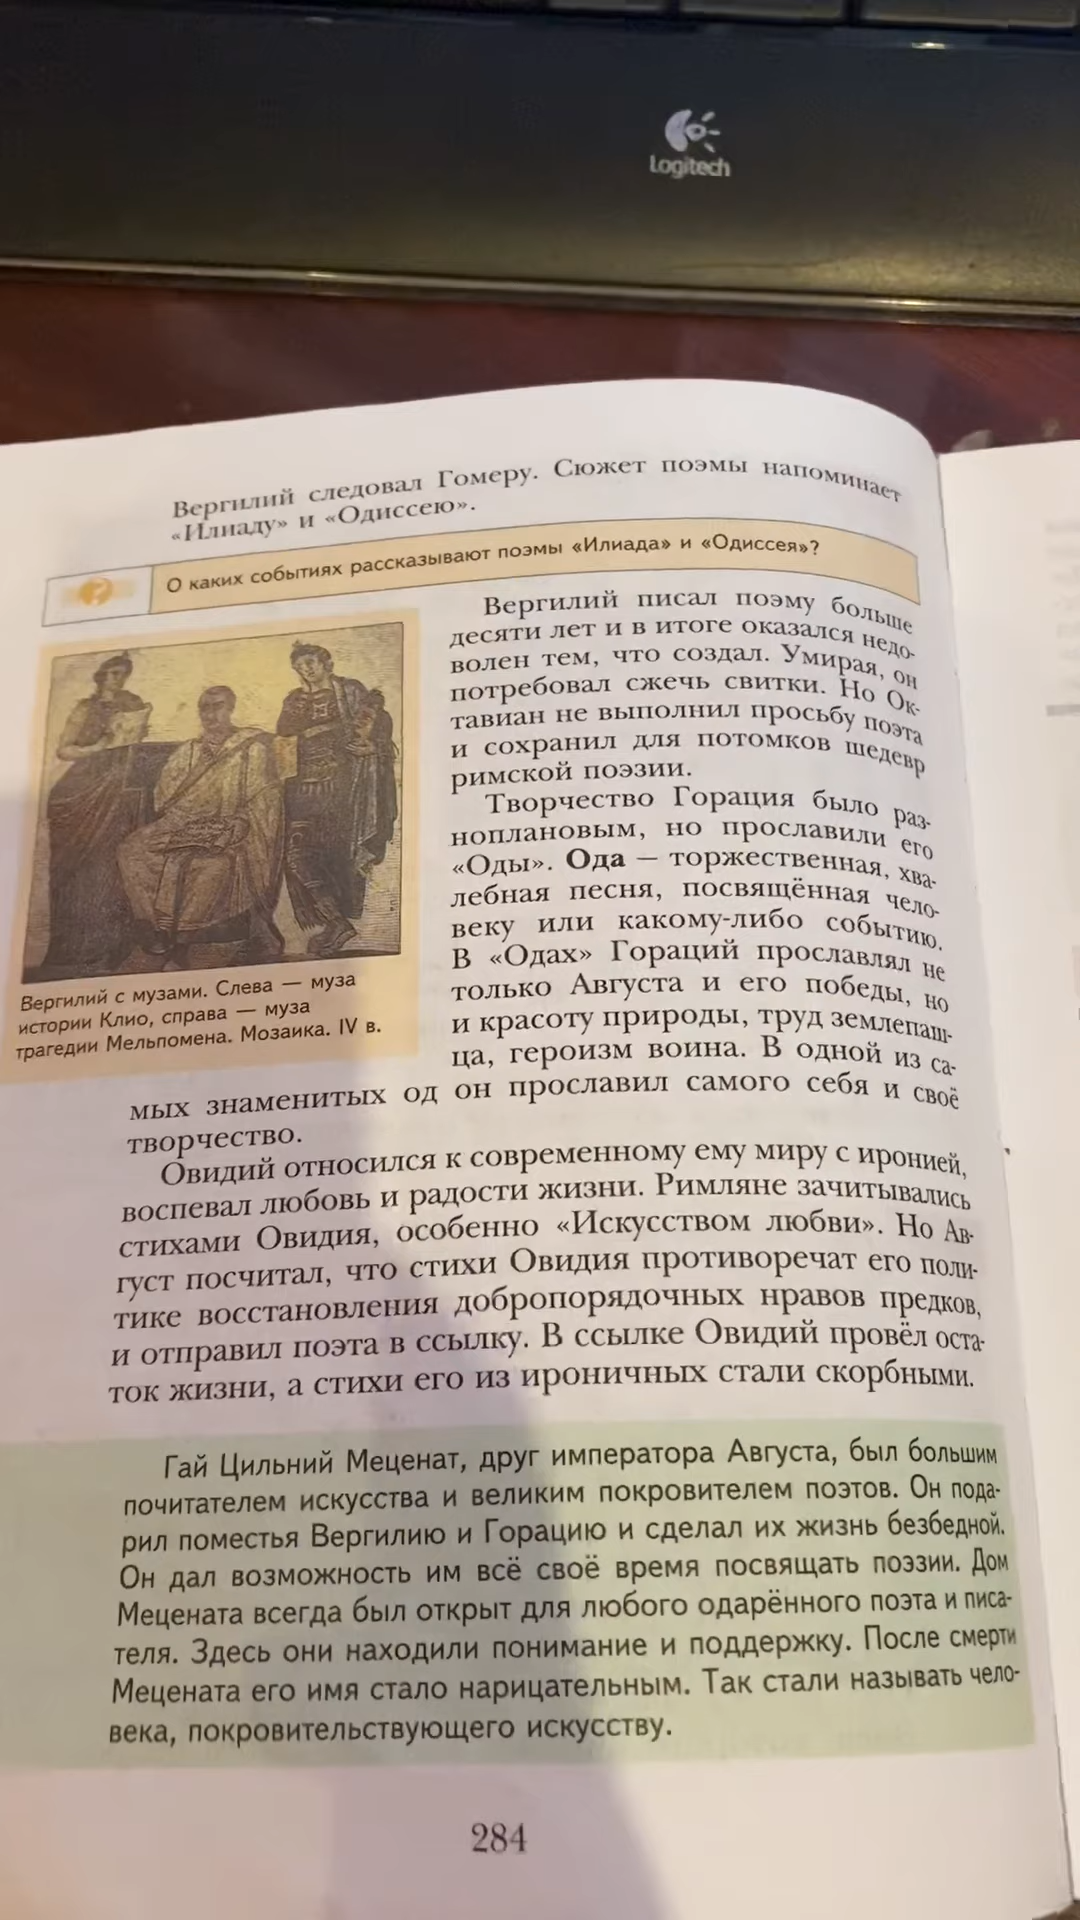 Logitech
Вергилий следовал Гомеру. Сюжет поэмы напоминает
«Илиаду» и «Одиссею».
?
О каких событиях рассказывают поэмы «Илиада» и «Одиссея»?
Вергилий писал поэму больше
десяти лет и в итоге оказался недо-
волен тем, что создал. Умирая, он
потребовал сжечь свитки. Но Ок-
тавиан не выполнил просьбу поэта
и сохранил для потомков шедевр
римской поэзии.
Творчество Горация было раз-
ноплановым, но прославили его
«Оды». Ода — торжественная, хва-
лебная песня, посвящённая чело-
веку или какому-либо событию.
В «Одах» Гораций прославлял не
только Августа и его победы, но
и красоту природы, труд землепаш-
ца, героизм воина. В одной из са-
мых знаменитых од он прославил самого себя и своё
творчество.
Вергилий с музами. Слева — муза
истории Клио, справа — муза
трагедии Мельпомена. Мозаика. IV в.
Овидий относился к современному ему миру с иронией,
воспевал любовь и радости жизни. Римляне зачитывались
стихами Овидия, особенно «Искусством любви». Но Ав-
густ посчитал, что стихи Овидия противоречат его поли-
тике восстановления добропорядочных нравов предков,
и отправил поэта в ссылку. В ссылке Овидий провёл оста-
ток жизни, а стихи его из ироничных стали скорбными.
Гай Цильний Меценат, друг императора Августа, был большим
почитателем искусства и великим покровителем поэтов. Он пода-
рил поместья Вергилию и Горацию и сделал их жизнь безбедной.
Он дал возможность им всё своё время посвящать поэзии. Дом
Мецената всегда был открыт для любого одарённого поэта и писа-
теля. Здесь они находили понимание и поддержку. После смерти
Мецената его имя стало нарицательным. Так стали называть чело-
века, покровительствующего искусству.
284